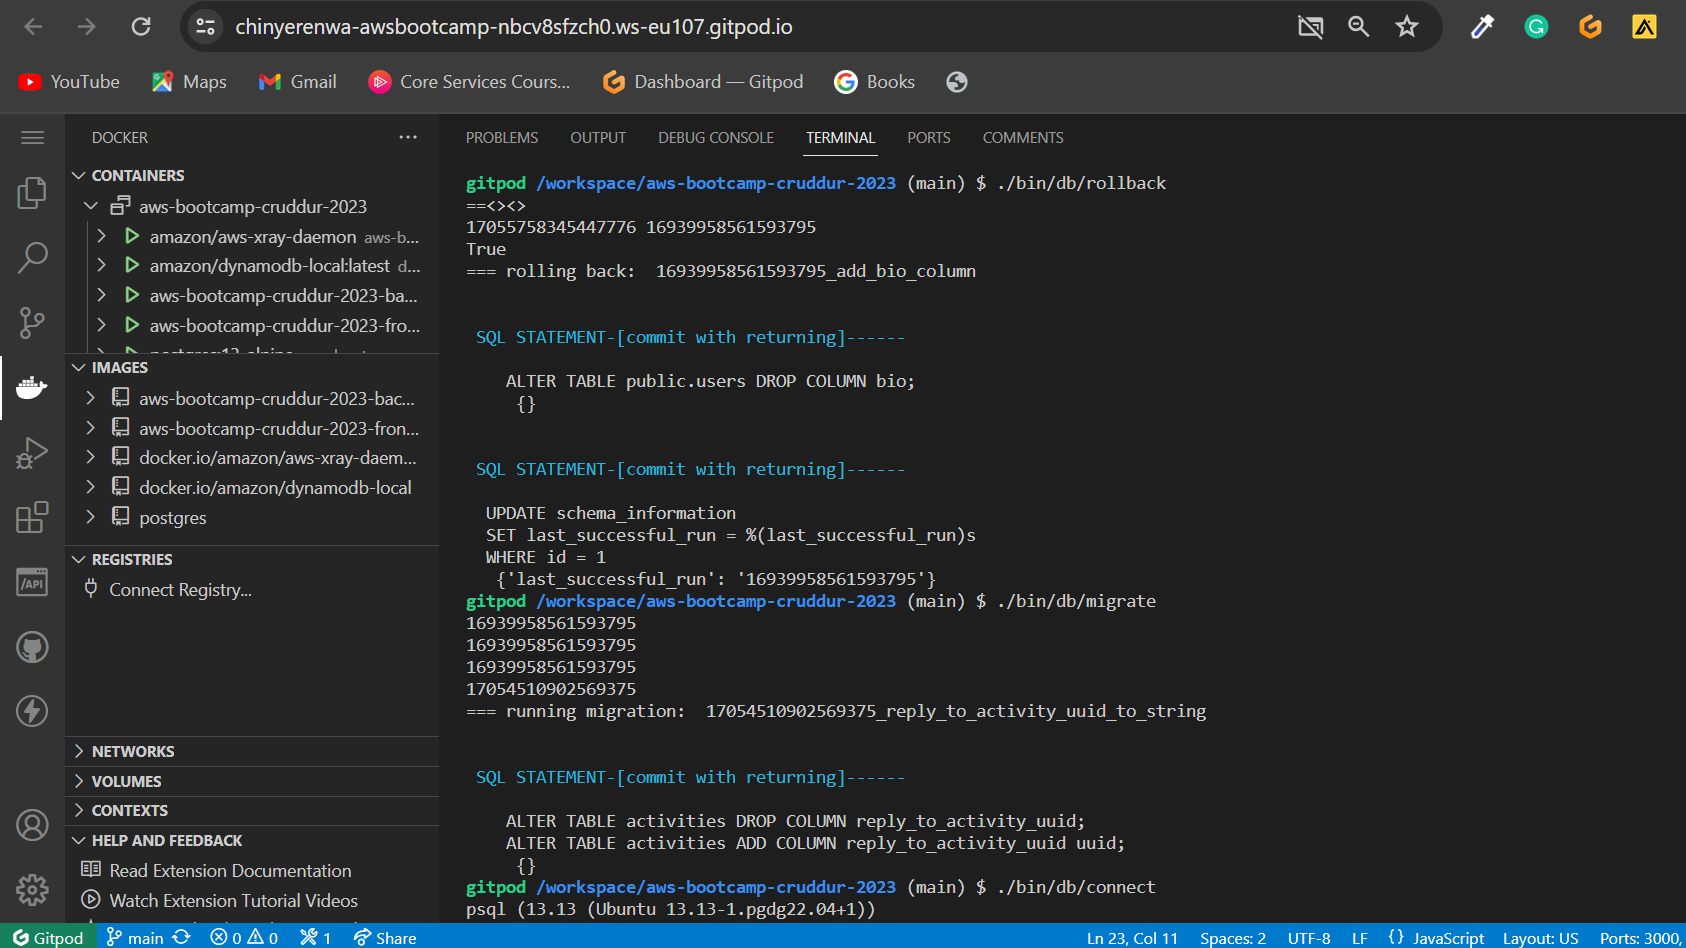 chinyerenwa-awsbootcamp-nbcv8sfzch0.ws-eu107.gitpod.io
YouTube Maps Gmail Core Services Cours... Dashboard — Gitpod Books
DOCKER
CONTAINERS
aws-bootcamp-cruddur-2023
amazon/aws-xray-daemon aws-b...
amazon/dynamodb-local:latest d...
aws-bootcamp-cruddur-2023-ba...
aws-bootcamp-cruddur-2023-fro...
IMAGES
aws-bootcamp-cruddur-2023-bac...
aws-bootcamp-cruddur-2023-fron...
docker.io/amazon/aws-xray-daem...
docker.io/amazon/dynamodb-local
postgres
REGISTRIES
Connect Registry...
NETWORKS
VOLUMES
CONTEXTS
HELP AND FEEDBACK
Read Extension Documentation
Watch Extension Tutorial Videos
/API
PROBLEMS OUTPUT DEBUG CONSOLE TERMINAL PORTS COMMENTS
gitpod /workspace/aws-bootcamp-cruddur-2023 (main) $ ./bin/db/rollback
==<><>
17055758345447776 16939958561593795
True
=== rolling back:  16939958561593795_add_bio_column
SQL STATEMENT-[commit with returning]------
ALTER TABLE public.users DROP COLUMN bio;
{}
SQL STATEMENT-[commit with returning]------
UPDATE schema_information
SET last_successful_run = %(last_successful_run)s
WHERE id = 1
{'last_successful_run': '16939958561593795'}
gitpod /workspace/aws-bootcamp-cruddur-2023 (main) $ ./bin/db/migrate
16939958561593795
16939958561593795
16939958561593795
17054510902569375
=== running migration:  17054510902569375_reply_to_activity_uuid_to_string
SQL STATEMENT-[commit with returning]------
ALTER TABLE activities DROP COLUMN reply_to_activity_uuid;
ALTER TABLE activities ADD COLUMN reply_to_activity_uuid uuid;
{}
gitpod /workspace/aws-bootcamp-cruddur-2023 (main) $ ./bin/db/connect
psql (13.13 (Ubuntu 13.13-1.pgdg22.04+1))
Gitpod main 0 0 1 Share Ln 23, Col 11 Spaces: 2 UTF-8 LF {} JavaScript Layout: US Ports: 3000,